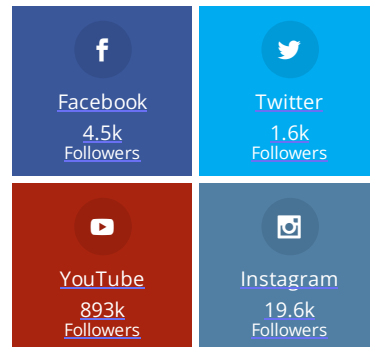 Facebook
4.5k
Followers
Twitter
1.6k
Followers
YouTube
893k
Followers
Instagram
19.6k
Followers